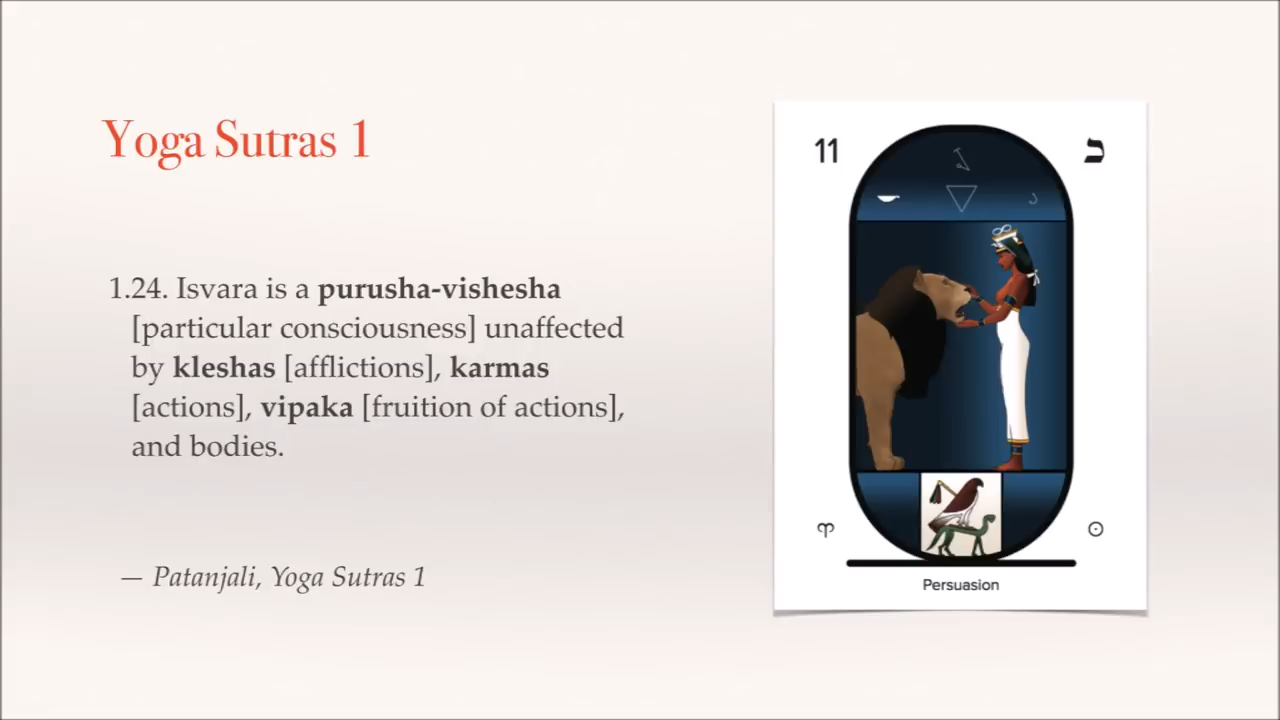 Yoga Sutras 1
1.24. Isvara is a purusha-vishesha
[particular consciousness] unaffected
by kleshas [afflictions], karmas
[actions], vipaka [fruition of actions],
and bodies.
— Patanjali, Yoga Sutras 1
11
כ
♈︎
☉
Persuasion